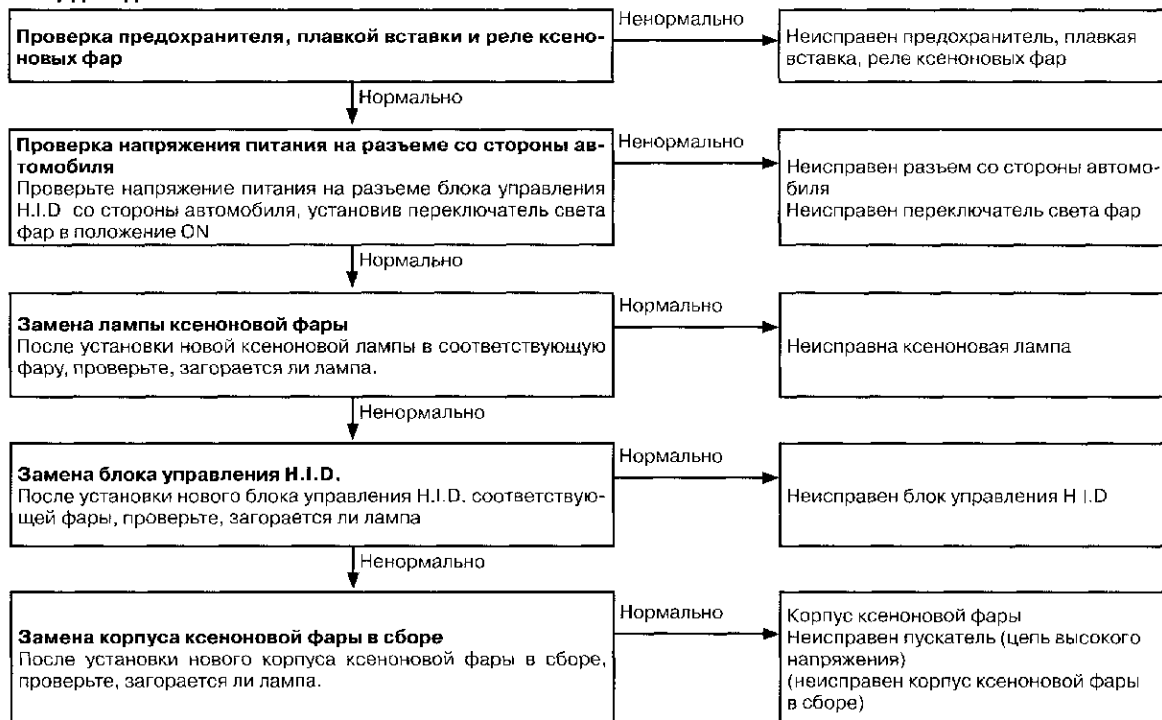 Ненормально
Проверка предохранителя, плавкой вставки и реле ксено-
новых фар
Неисправен предохранитель, плавкая
вставка, реле ксеноновых фар
Нормально
Проверка напряжения питания на разъеме со стороны ав-
томобиля
Проверьте напряжение питания на разъеме блока управления
H.I.D со стороны автомобиля, установив переключатель света
фар в положение ON
Ненормально
Неисправен разъем со стороны автомо-
биля
Неисправен переключатель света фар
Нормально
Замена лампы ксеноновой фары
После установки новой ксеноновой лампы в соответствующую
фару, проверьте, загорается ли лампа.
Нормально
Неисправна ксеноновая лампа
Ненормально
Замена блока управления H.I.D.
После установки нового блока управления H.I.D. соответствую-
щей фары, проверьте, загорается ли лампа
Нормально
Неисправен блок управления H I.D
Ненормально
Замена корпуса ксеноновой фары в сборе
После установки нового корпуса ксеноновой фары в сборе,
проверьте, загорается ли лампа.
Нормально
Корпус ксеноновой фары
Неисправен пускатель (цепь высокого
напряжения)
(неисправен корпус ксеноновой фары
в сборе)